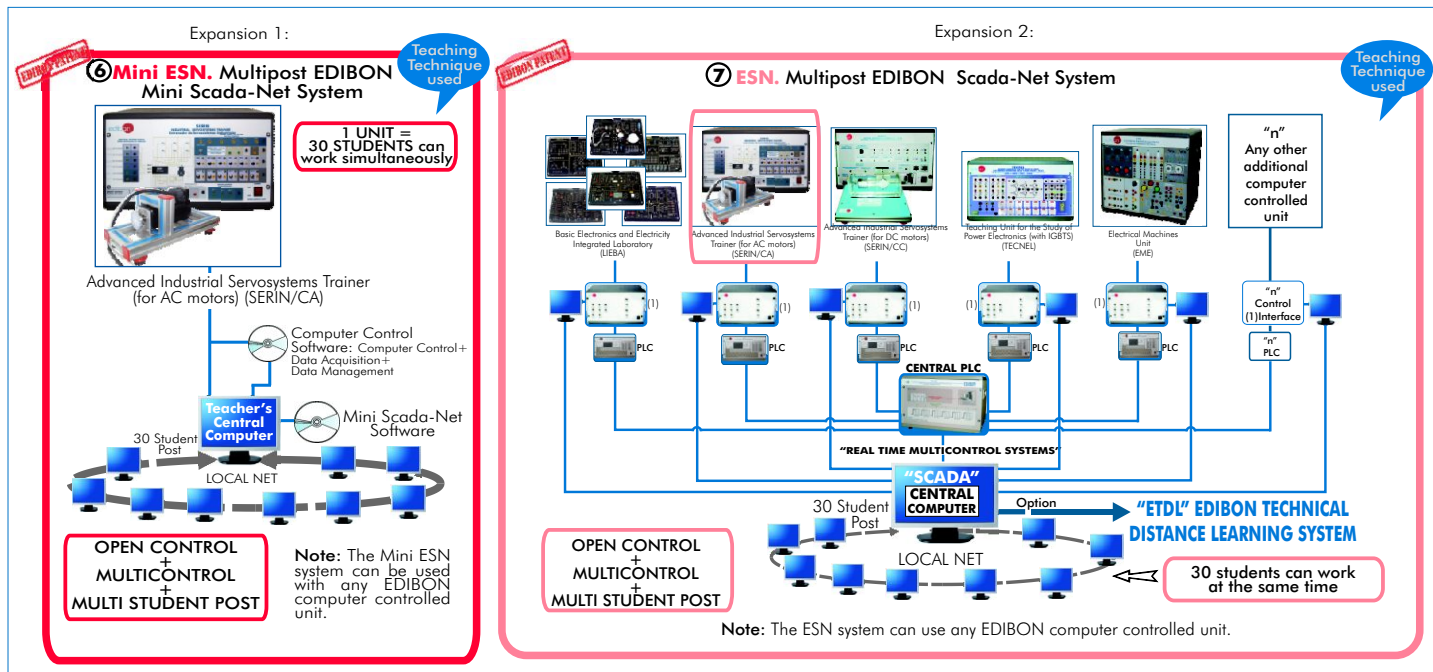 Expansion 1:
EDIBON PATENT
Teaching
Technique
used
⑥Mini ESN. Multipost EDIBON
Mini Scada-Net System
1 UNIT =
30 STUDENTS can
work simultaneously
Advanced Industrial Servosystems Trainer
(for AC motors) (SERIN/CA)
Computer Control
Software: Computer Control+
Data Acquisition+
Data Management
Teacher's
Central
Computer
Mini Scada-Net
Software
30 Student
Post
LOCAL NET
OPEN CONTROL
+
MULTICONTROL
+
MULTI STUDENT POST
Note: The Mini ESN
system can be used
with any EDIBON
computer controlled
unit.
Expansion 2:
EDIBON PATENT
Teaching
Technique
used
⑦ ESN. Multipost EDIBON Scada-Net System
Basic Electronics and Electricity
Integrated Laboratory
(LIEBA)
Advanced Industrial Servosystems
Trainer (for AC motors)
(SERIN/CA)
Advanced Industrial Servosystems
Trainer (for DC motors)
(SERIN/CC)
Teaching Unit for the Study of
Power Electronics (with IGBTS)
(TECNEL)
Electrical Machines
Unit
(EME)
"n"
Any other
additional
computer
controlled
unit
(1)
(1)
(1)
(1)
(1)
"n"
Control
(1)Interface
PLC
PLC
PLC
PLC
PLC
"n"
PLC
CENTRAL PLC
"REAL TIME MULTICONTROL SYSTEMS"
"SCADA"
CENTRAL
COMPUTER
Option
"ETDL" EDIBON TECHNICAL
DISTANCE LEARNING SYSTEM
30 Student
Post
LOCAL NET
OPEN CONTROL
+
MULTICONTROL
+
MULTI STUDENT POST
30 students can work
at the same time
Note: The ESN system can use any EDIBON computer controlled unit.